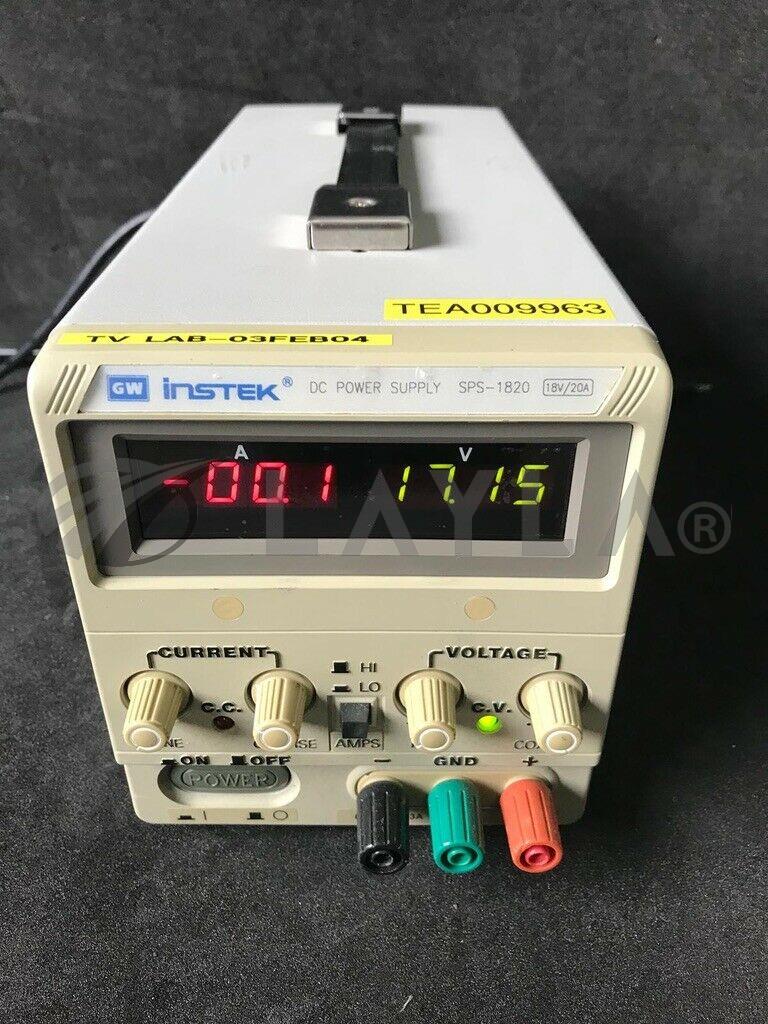 TEA009963
TV LAB-03FEB04
GW INSTEK® DC POWER SUPPLY SPS-1820 18V/20A
A V
-00.1 17.15
LAYLA®
CURRENT VOLTAGE
HI
LO
C.C. C.V.
AMPS
ON OFF GND
- +
POWER